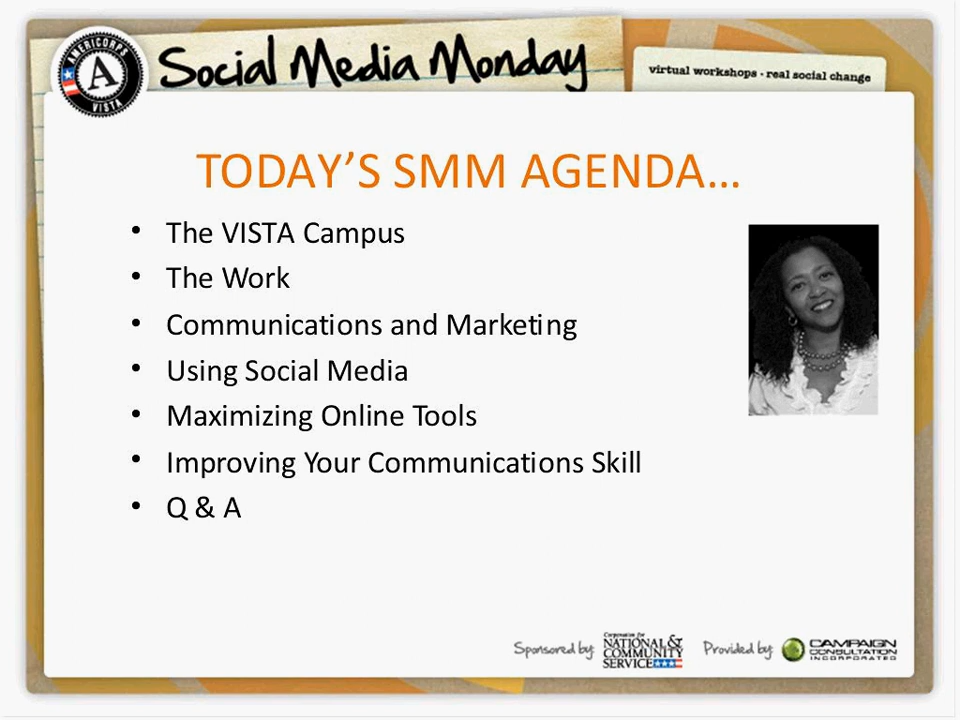 AMERICORPS
A
VISTA
Social Media Monday
virtual workshops · real social change
TODAY’S SMM AGENDA…
• The VISTA Campus
• The Work
• Communications and Marketing
• Using Social Media
• Maximizing Online Tools
• Improving Your Communications Skill
• Q & A
Sponsored by:
Corporation for
NATIONAL &
COMMUNITY
SERVICE
Provided by:
CAMPAIGN
CONSULTATION
INCORPORATED